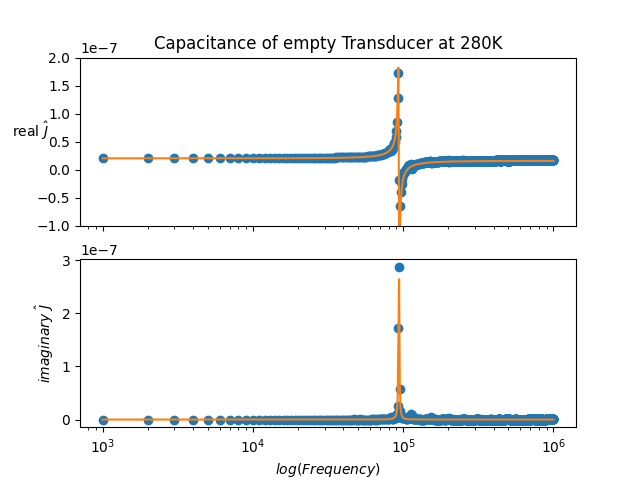 Capacitance of empty Transducer at 280K
1e−7
2.0
1.5
1.0
0.5
0.0
−0.5
−1.0
real Ĵ
1e−7
3
2
1
0
imaginary Ĵ
10³ 10⁴ 10⁵ 10⁶
log(Frequency)